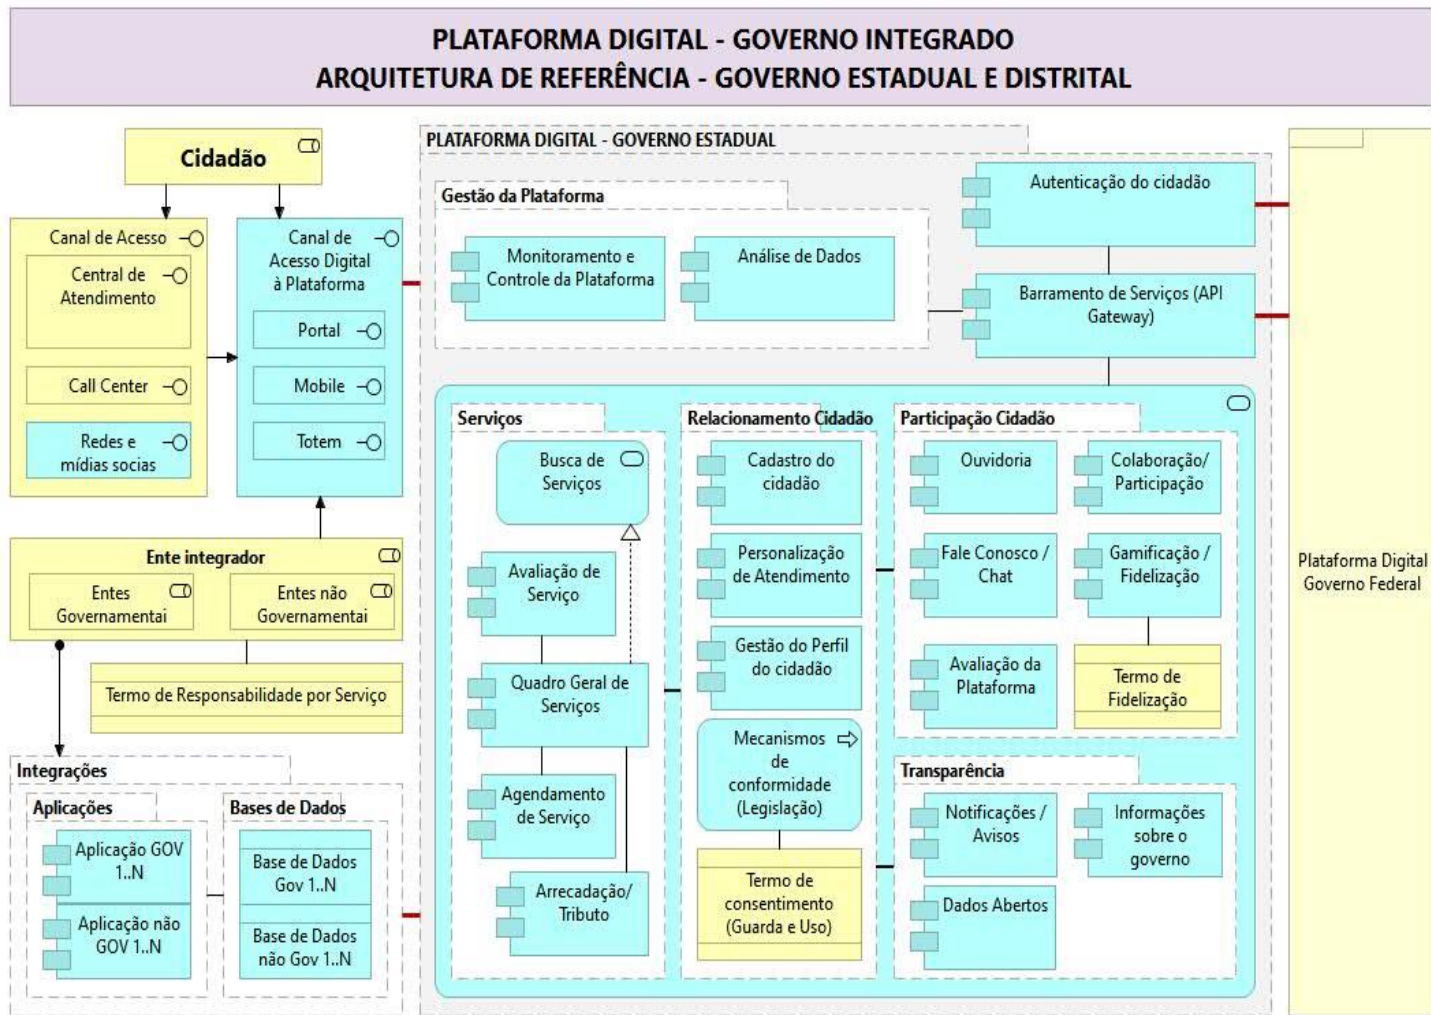 PLATAFORMA DIGITAL - GOVERNO INTEGRADO
ARQUITETURA DE REFERÊNCIA - GOVERNO ESTADUAL E DISTRITAL
Cidadão
Canal de Acesso
Central de
Atendimento
Call Center
Redes e
mídias socias
Canal de
Acesso Digital
à Plataforma
Portal
Mobile
Totem
Ente integrador
Entes
Governamentai
Entes não
Governamentai
Termo de Responsabilidade por Serviço
Integrações
Aplicações
Aplicação GOV
1..N
Aplicação não
GOV 1..N
Bases de Dados
Base de Dados
Gov 1..N
Base de Dados
não Gov 1..N
PLATAFORMA DIGITAL - GOVERNO ESTADUAL
Gestão da Plataforma
Monitoramento e
Controle da Plataforma
Análise de Dados
Autenticação do cidadão
Barramento de Serviços (API
Gateway)
Serviços
Busca de
Serviços
Avaliação de
Serviço
Quadro Geral de
Serviços
Agendamento
de Serviço
Arrecadação/
Tributo
Relacionamento Cidadão
Cadastro do
cidadão
Personalização
de Atendimento
Gestão do Perfil
do cidadão
Mecanismos
de
conformidade
(Legislação)
Termo de
consentimento
(Guarda e Uso)
Participação Cidadão
Ouvidoria
Colaboração/
Participação
Fale Conosco /
Chat
Gamificação /
Fidelização
Avaliação da
Plataforma
Termo de
Fidelização
Transparência
Notificações /
Avisos
Informações
sobre o
governo
Dados Abertos
Plataforma Digital
Governo Federal